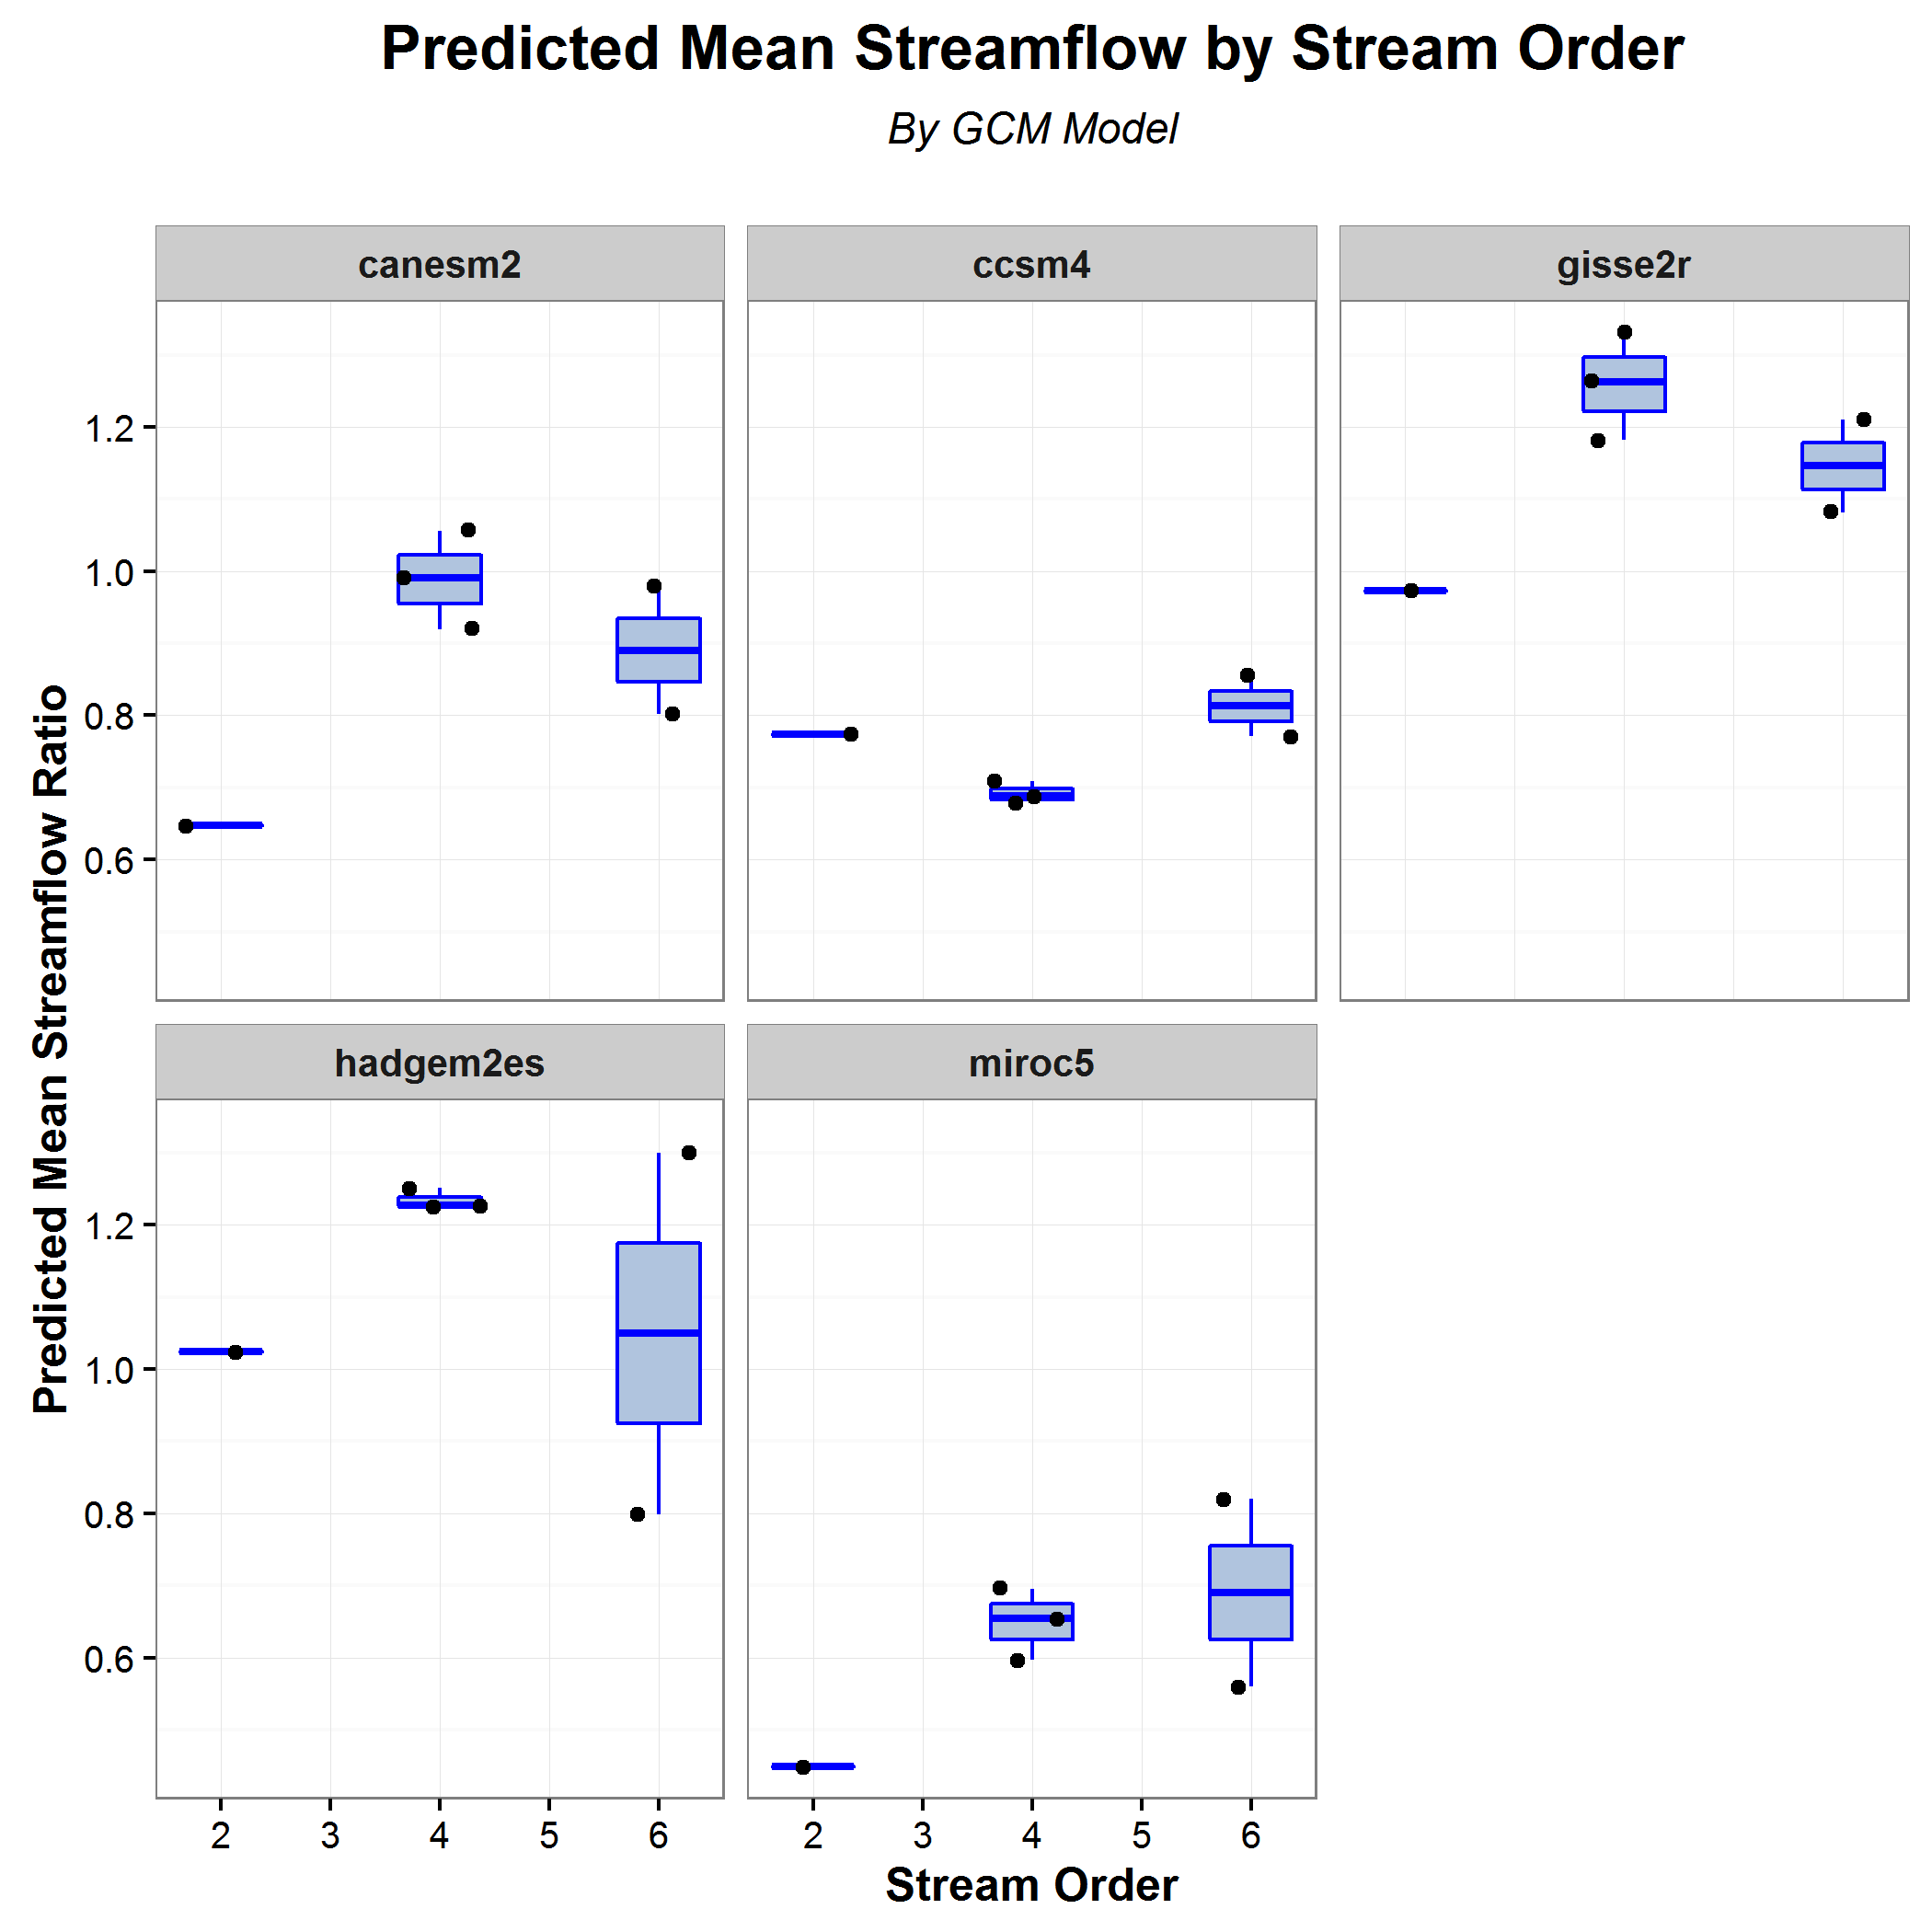 Predicted Mean Streamflow by Stream Order
By GCM Model
canesm2
ccsm4
gisse2r
1.2
1.0
0.8
0.6
Predicted Mean Streamflow Ratio
hadgem2es
miroc5
1.2
1.0
0.8
0.6
2 3 4 5 6
2 3 4 5 6
Stream Order